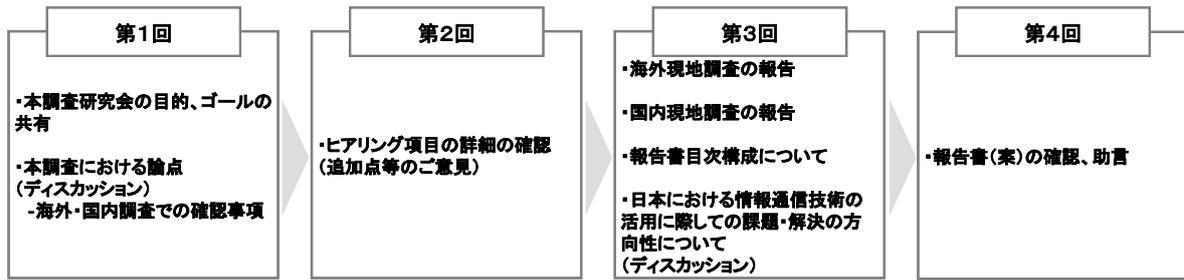 第1回
・本調査研究会の目的、ゴールの
共有
・本調査における論点
(ディスカッション)
-海外・国内調査での確認事項
第2回
・ヒアリング項目の詳細の確認
(追加点等のご意見)
第3回
・海外現地調査の報告
・国内現地調査の報告
・報告書目次構成について
・日本における情報通信技術の
活用に際しての課題・解決の方
向性について
(ディスカッション)
第4回
・報告書(案)の確認、助言